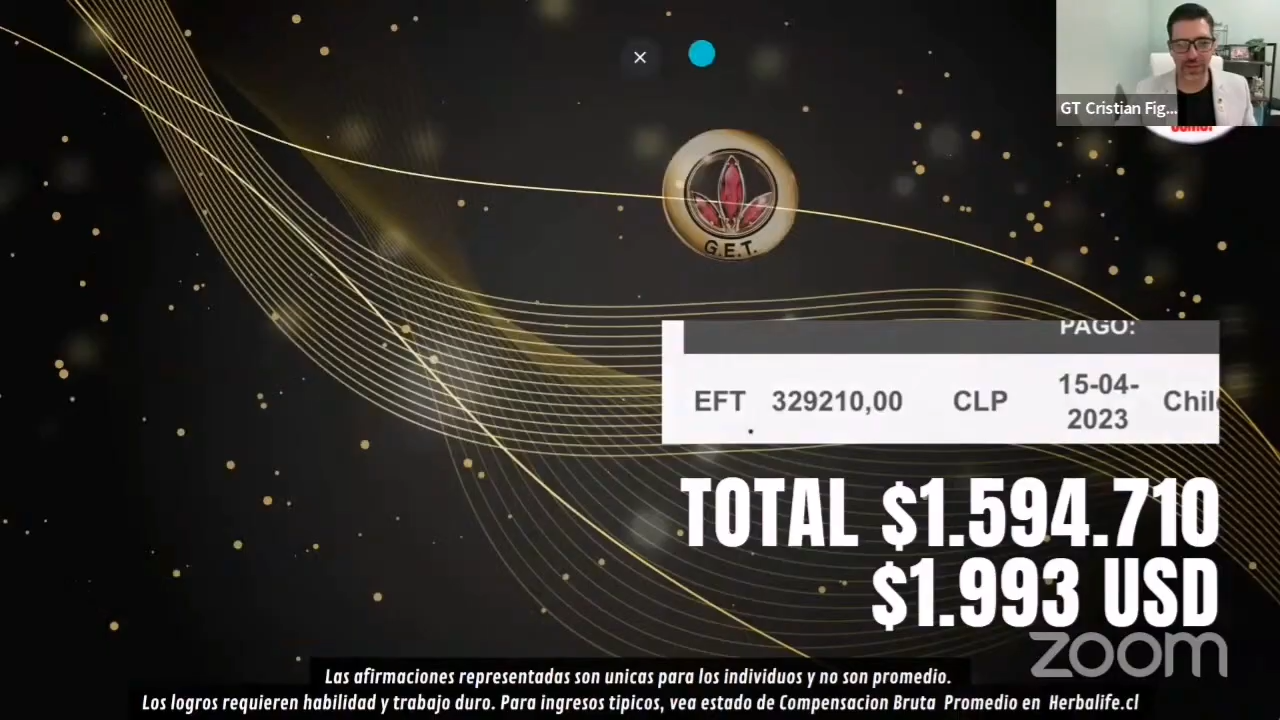 GT Cristian Fig...
G.E.T.
PAGO:
EFT 329210,00 CLP 15-04-2023 Chil
TOTAL $1.594.710
$1.993 USD
zoom
Las afirmaciones representadas son unicas para los individuos y no son promedio.
Los logros requieren habilidad y trabajo duro. Para ingresos tipicos, vea estado de Compensacion Bruta Promedio en Herbalife.cl